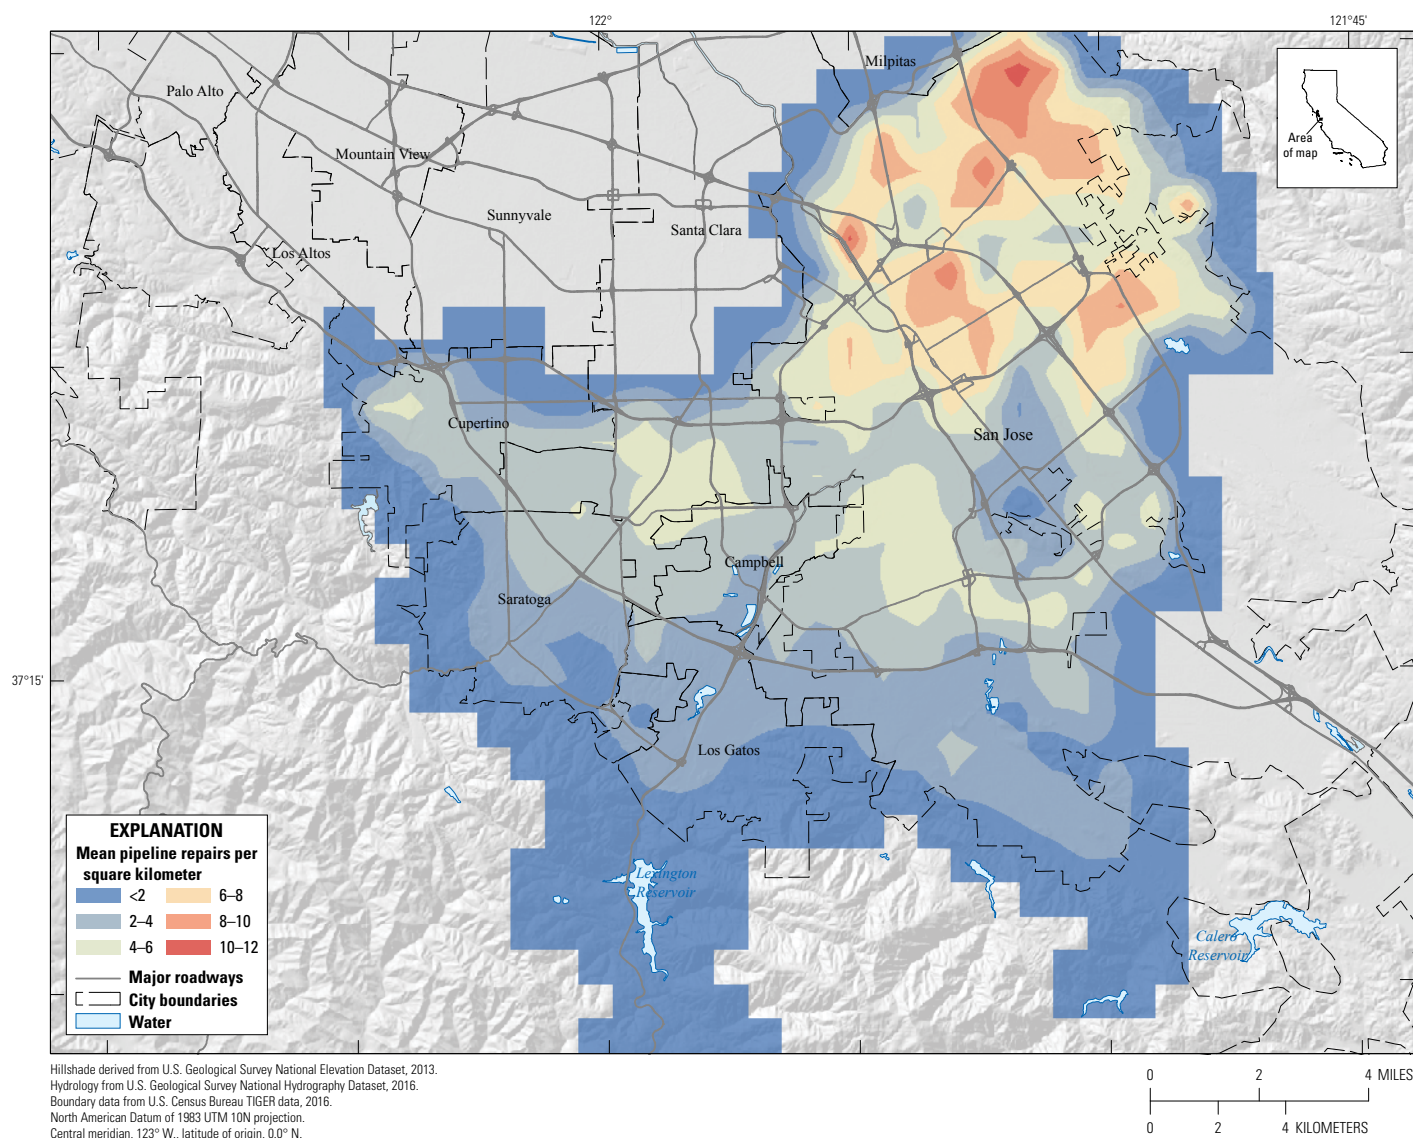 122°
121°45'
Milpitas
Palo Alto
Area
of map
Mountain View
Sunnyvale
Santa Clara
Los Altos
Cupertino
San Jose
Campbell
Saratoga
37°15'
Los Gatos
EXPLANATION
Mean pipeline repairs per
square kilometer
<2
6–8
2–4
8–10
4–6
10–12
Major roadways
City boundaries
Water
Lexington
Reservoir
Calero
Reservoir
Hillshade derived from U.S. Geological Survey National Elevation Dataset, 2013.
Hydrology from U.S. Geological Survey National Hydrography Dataset, 2016.
Boundary data from U.S. Census Bureau TIGER data, 2016.
North American Datum of 1983 UTM 10N projection.
Central meridian, 123° W., latitude of origin, 0.0° N.
0 2 4 MILES
0 2 4 KILOMETERS